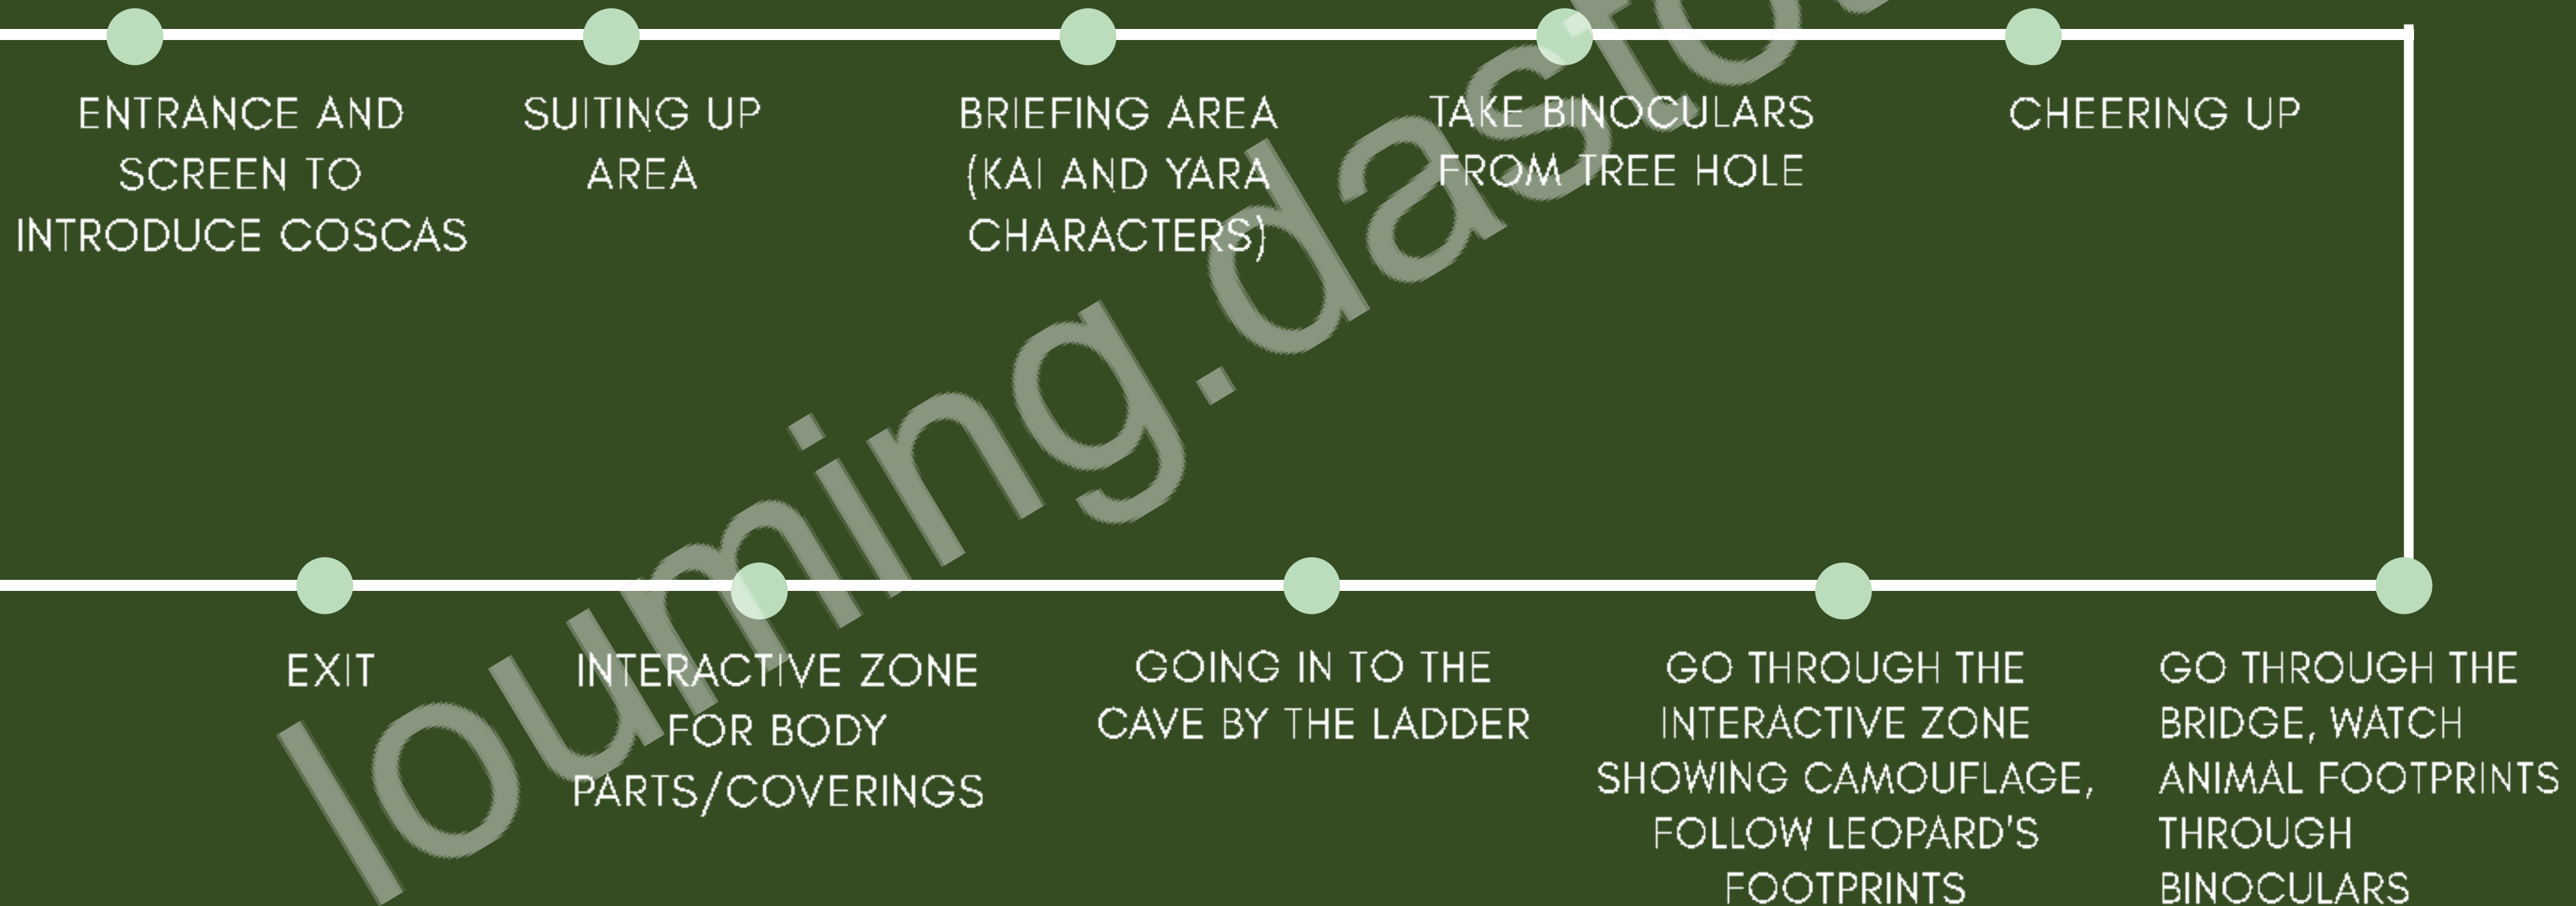 ENTRANCE AND
SCREEN TO
INTRODUCE COSCAS
SUITING UP
AREA
BRIEFING AREA
(KAI AND YARA
CHARACTERS)
TAKE BINOCULARS
FROM TREE HOLE
CHEERING UP
GO THROUGH THE
BRIDGE, WATCH
ANIMAL FOOTPRINTS
THROUGH
BINOCULARS
GO THROUGH THE
INTERACTIVE ZONE
SHOWING CAMOUFLAGE,
FOLLOW LEOPARD'S
FOOTPRINTS
GOING IN TO THE
CAVE BY THE LADDER
INTERACTIVE ZONE
FOR BODY
PARTS/COVERINGS
EXIT